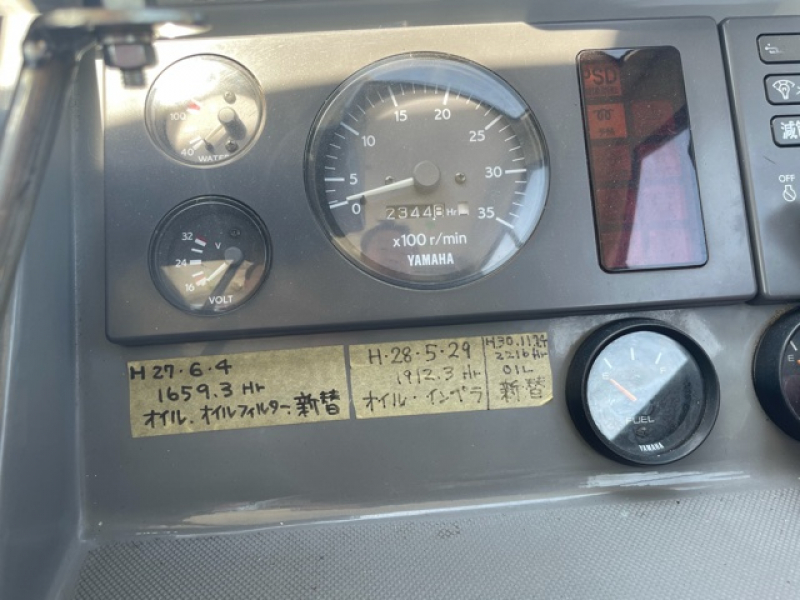 100
40
WATER
32
V
24
16
VOLT
0
5
10
15
20
25
30
35
2344 Hr
x100 r/min
YAMAHA
PSD
OFF
H27・6・4
1659.3 Hr
オイル、オイルフィルター、新替
H・28・5・29
1912.3 Hr
オイル・インペラ
H30.11
2216Hr
OIL
新替
FUEL
YAMAHA
E